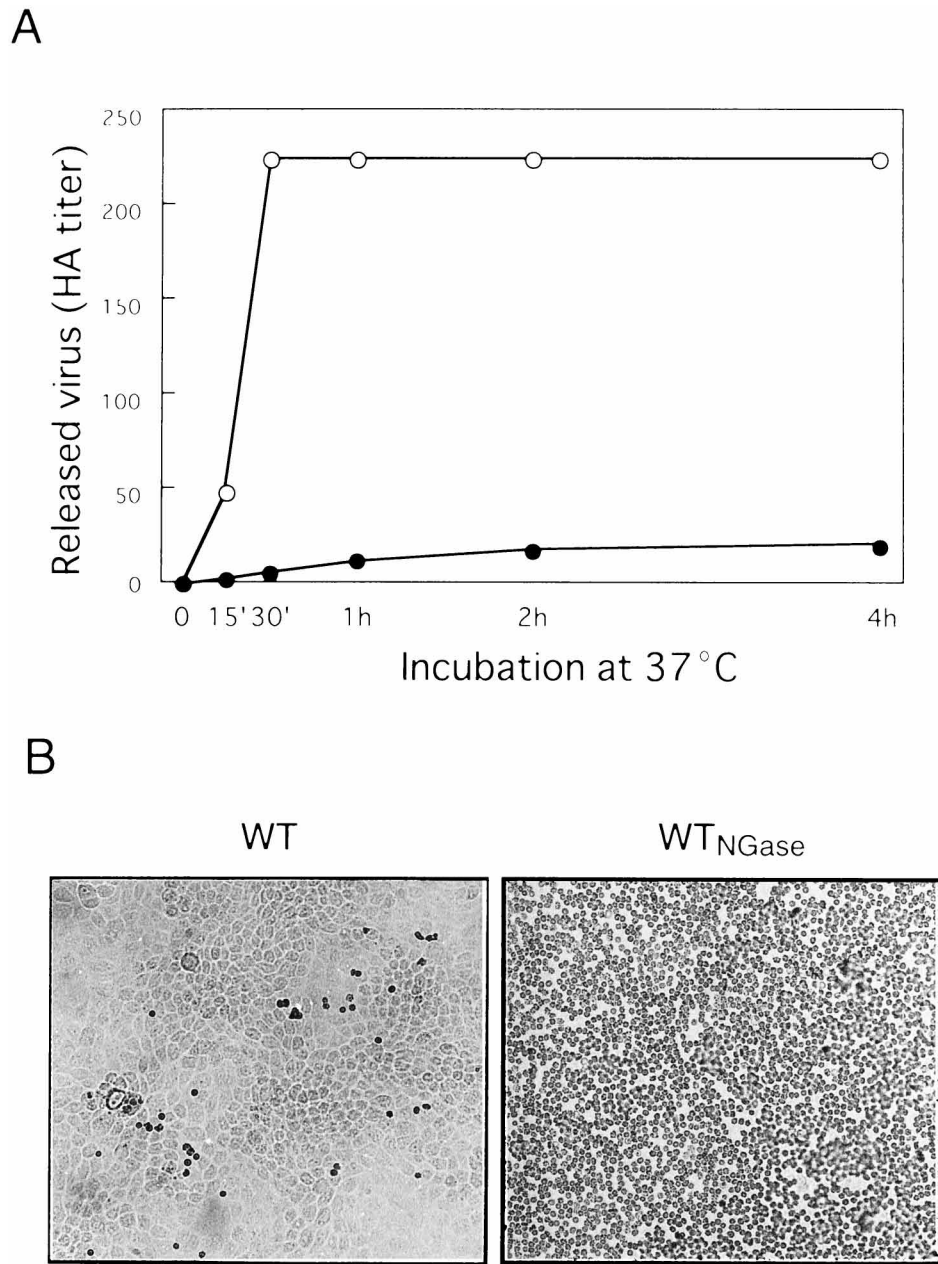 A
Released virus (HA titer)
250
200
150
100
50
0
0 15'30' 1h 2h 4h
Incubation at 37°C
B
WT WTNGase